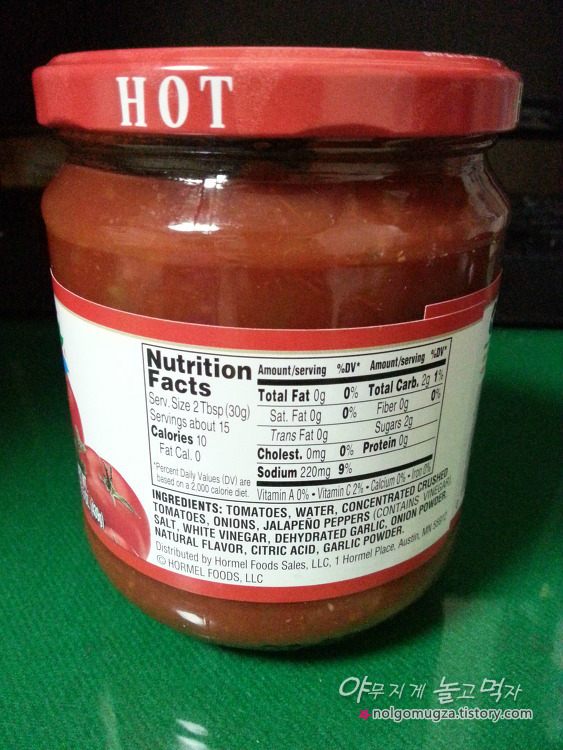 HOT
Nutrition
Facts
Serv. Size 2 Tbsp (30g)
Servings about 15
Calories 10
Fat Cal. 0
*Percent Daily Values (DV) are
based on a 2,000 calorie diet.
Amount/serving %DV* Amount/serving %DV*
Total Fat 0g 0% Total Carb. 2g 1%
Sat. Fat 0g 0% Fiber 0g 0%
Trans Fat 0g Sugars 2g
Cholest. 0mg 0% Protein 0g
Sodium 220mg 9%
Vitamin A 0% • Vitamin C 2% • Calcium 0% • Iron 0%
INGREDIENTS: TOMATOES, WATER, CONCENTRATED CRUSHED
TOMATOES, ONIONS, JALAPEÑO PEPPERS (CONTAINS VINEGAR),
SALT, WHITE VINEGAR, DEHYDRATED GARLIC, ONION POWDER,
NATURAL FLAVOR, CITRIC ACID, GARLIC POWDER.
Distributed by Hormel Foods Sales, LLC, 1 Hormel Place, Austin, MN 55912
© HORMEL FOODS, LLC
야무지게 놀고먹자
nolgomugza.tistory.com